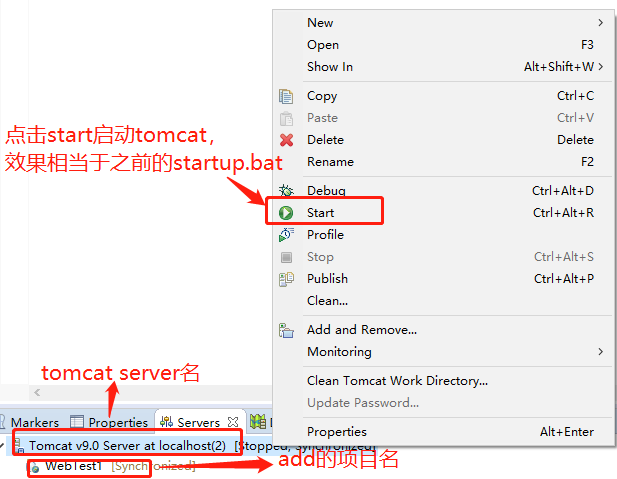 New
Open F3
Show In Alt+Shift+W
Copy Ctrl+C
Paste Ctrl+V
点击start启动tomcat，
Delete Delete
效果相当于之前的startup.bat
Rename F2
Debug Ctrl+Alt+D
Start Ctrl+Alt+R
Profile
Stop Ctrl+Alt+S
Publish Ctrl+Alt+P
Clean...
Add and Remove...
Monitoring
tomcat server名
Clean Tomcat Work Directory...
Update Password...
Markers Properties Servers
Properties Alt+Enter
Tomcat v9.0 Server at localhost(2) [Stopped, Synchronized]
WebTest1 [Synchronized]
add的项目名